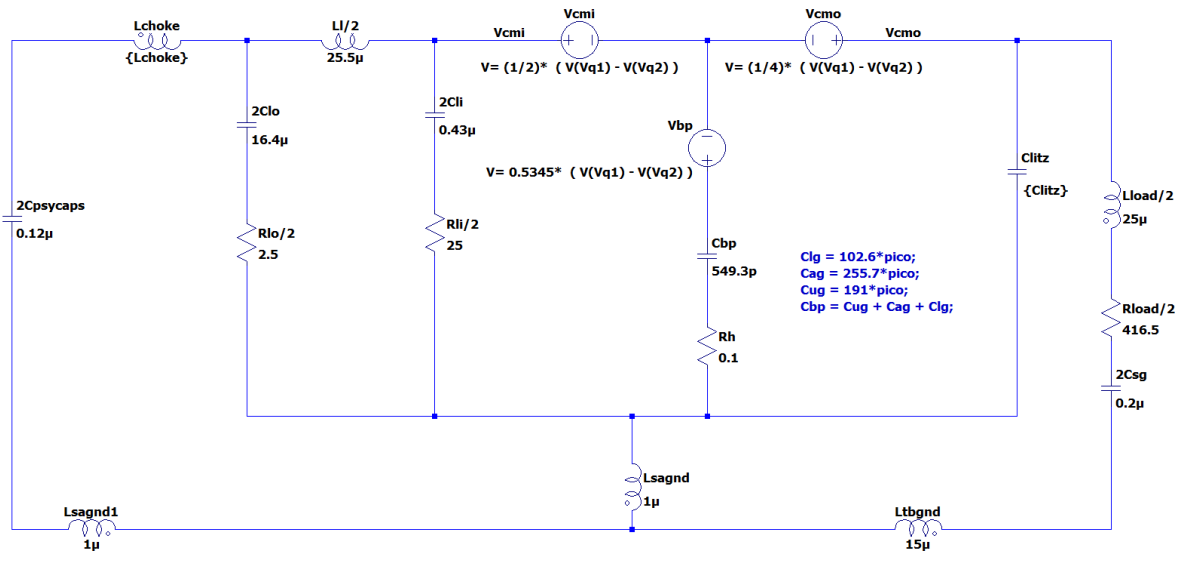 Lchoke
{Lchoke}
Ll/2
25.5µ
Vcmi
Vcmi
V= (1/2)* ( V(Vq1) - V(Vq2) )
Vcmo
Vcmo
V= (1/4)* ( V(Vq1) - V(Vq2) )
2Clo
16.4µ
2Cli
0.43µ
Vbp
V= 0.5345* ( V(Vq1) - V(Vq2) )
Clitz
{Clitz}
Lload/2
25µ
2Cpsycaps
0.12µ
Rlo/2
2.5
Rli/2
25
Cbp
549.3p
Clg = 102.6*pico;
Cag = 255.7*pico;
Cug = 191*pico;
Cbp = Cug + Cag + Clg;
Rload/2
416.5
Rh
0.1
2Csg
0.2µ
Lsagnd
1µ
Lsagnd1
1µ
Ltbgnd
15µ